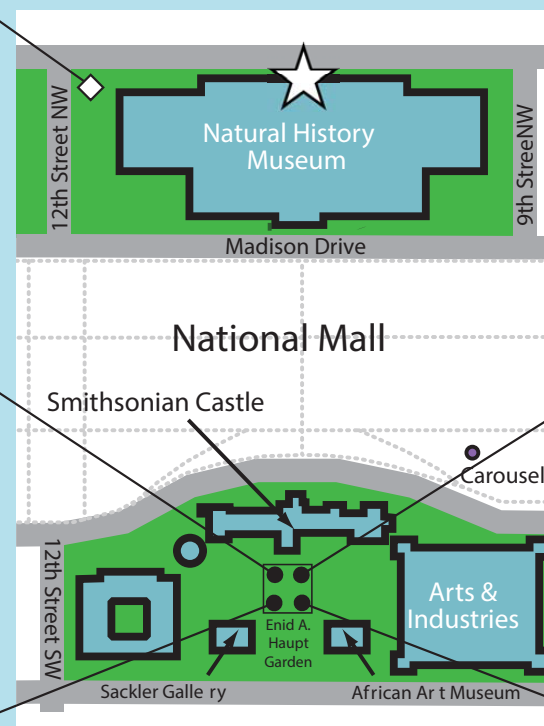 12th Street NW
Natural History
Museum
9th StreeNW
Madison Drive
National Mall
Smithsonian Castle
Carousel
12th Street SW
Arts &
Industries
Enid A.
Haupt
Garden
Sackler Galle ry
African Ar t Museum